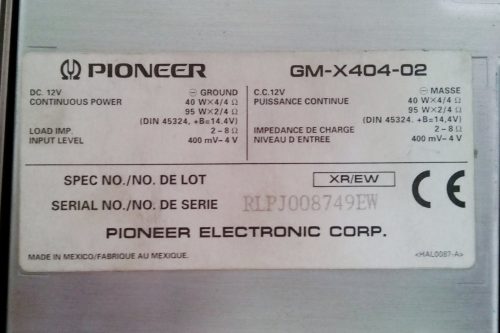 PIONEER GM-X404-02
DC. 12V ⊖ GROUND C.C.12V ⊖ MASSE
CONTINUOUS POWER 40 W×4/4 Ω PUISSANCE CONTINUE 40 W×4/4 Ω
95 W×2/4 Ω 95 W×2/4 Ω
(DIN 45324, +B=14.4V) (DIN 45324, +B=14,4V)
LOAD IMP. 2–8 Ω IMPEDANCE DE CHARGE 2–8 Ω
INPUT LEVEL 400 mV–4 V NIVEAU D ENTREE 400 mV–4 V
SPEC NO./NO. DE LOT XR/EW
SERIAL NO./NO. DE SERIE RLPJ008749EW CE
PIONEER ELECTRONIC CORP.
MADE IN MEXICO/FABRIQUE AU MEXIQUE. <HAL0087-A>